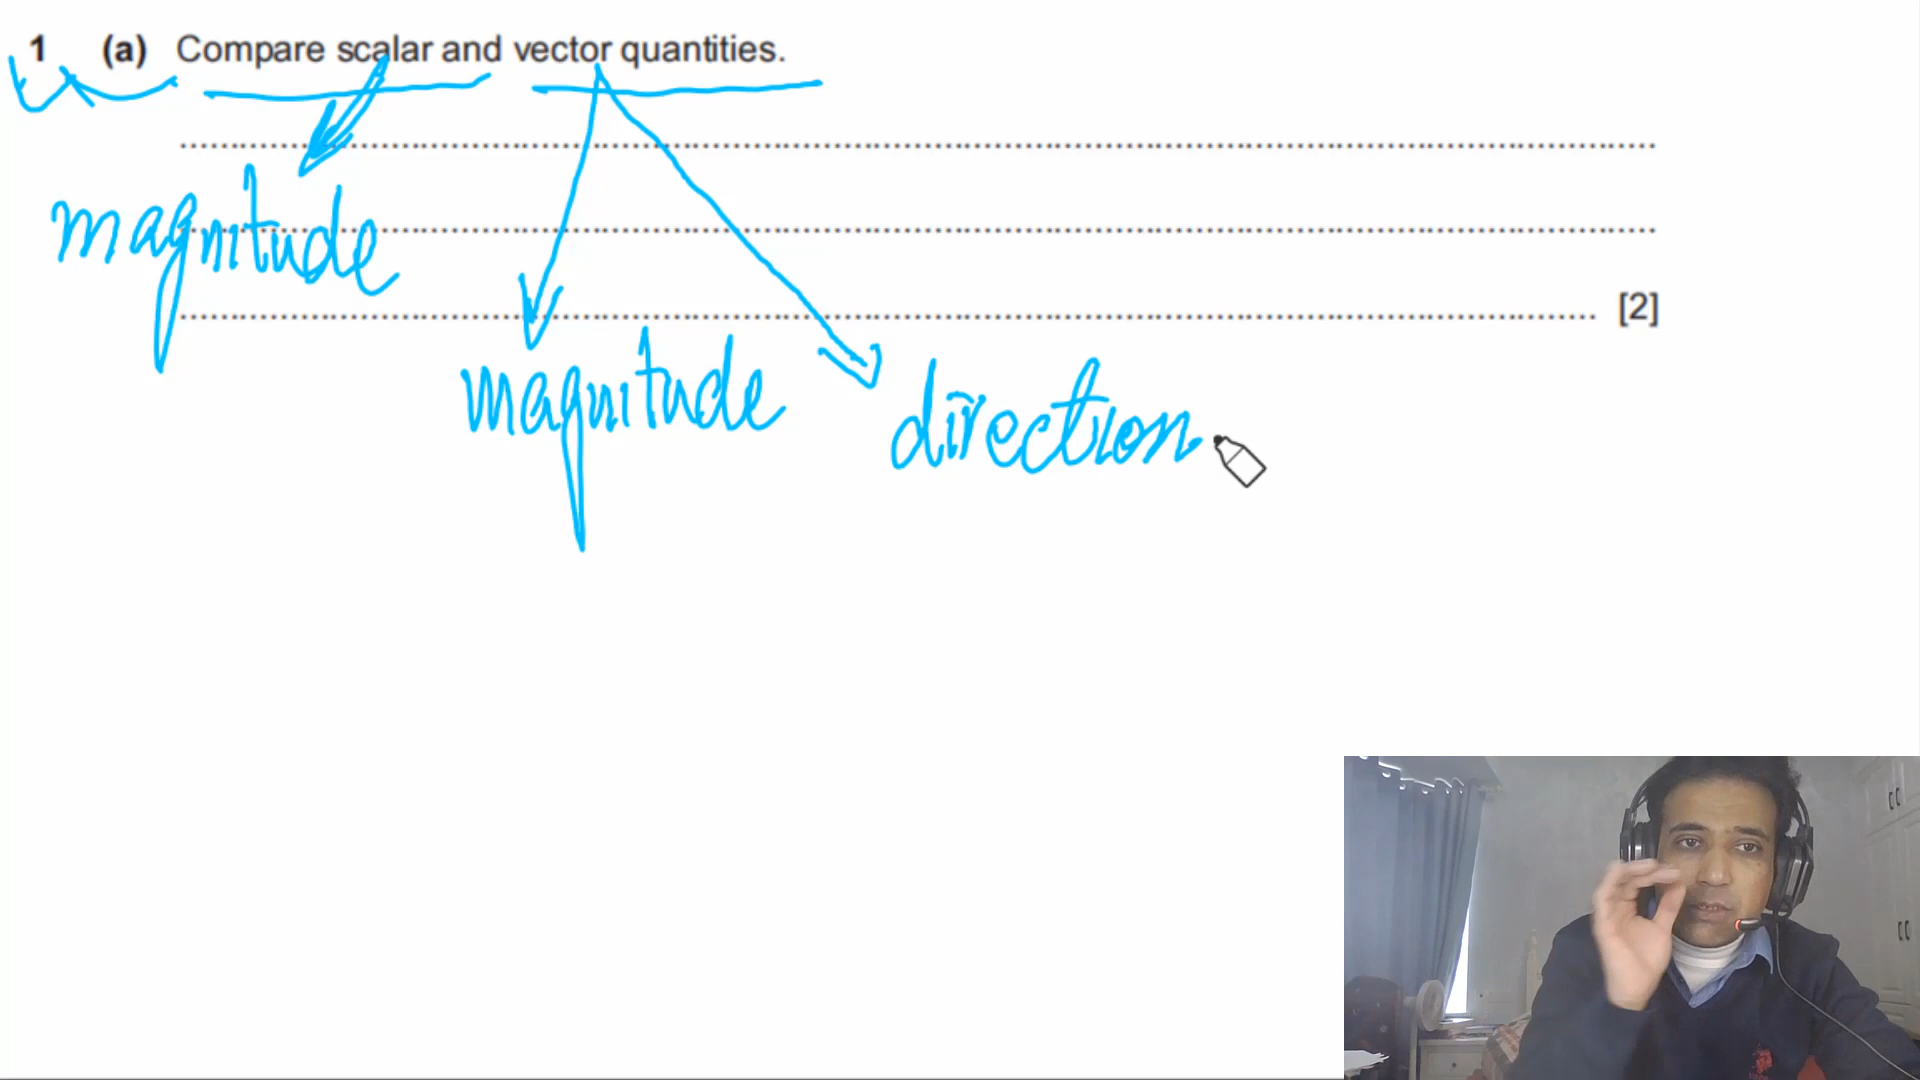 1 (a) Compare scalar and vector quantities.
magnitude
[2]
magnitude
direction